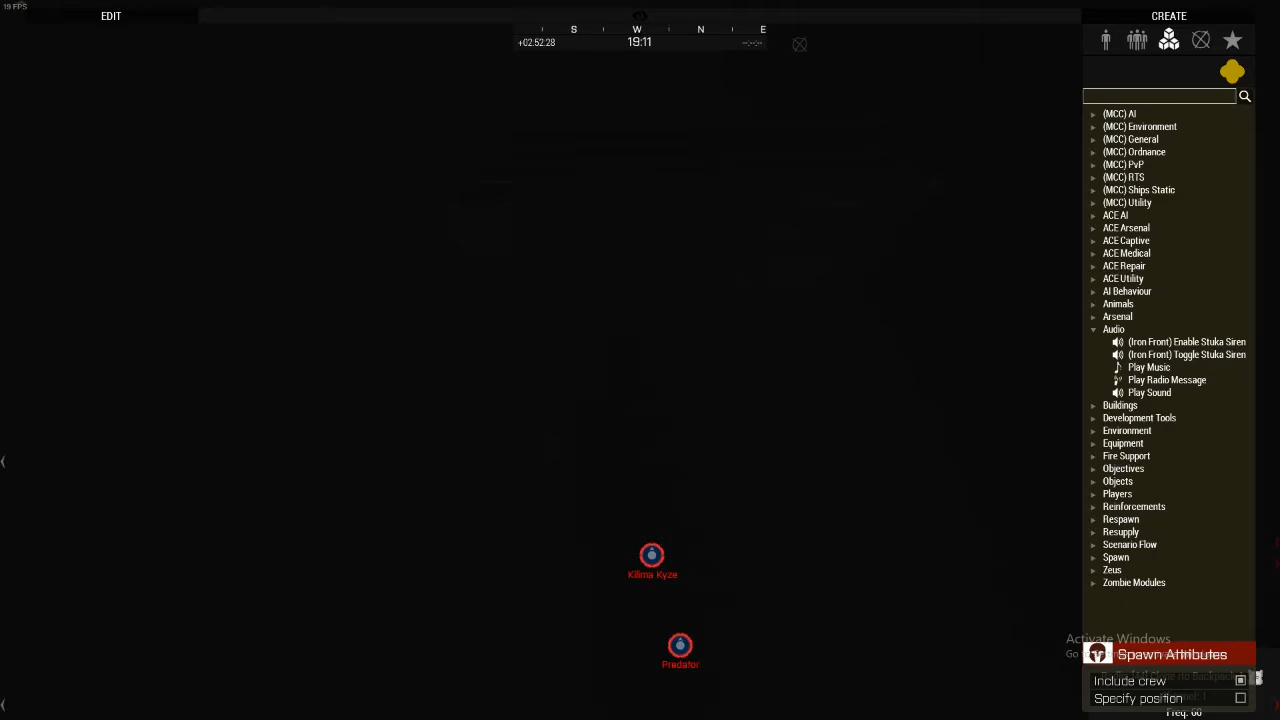 19 FPS
EDIT
CREATE
S W N E
+02:52:28 19:11 --:--:--
(MCC) AI
(MCC) Environment
(MCC) General
(MCC) Ordnance
(MCC) PvP
(MCC) RTS
(MCC) Ships Static
(MCC) Utility
ACE AI
ACE Arsenal
ACE Captive
ACE Medical
ACE Repair
ACE Utility
AI Behaviour
Animals
Arsenal
Audio
(Iron Front) Enable Stuka Siren
(Iron Front) Toggle Stuka Siren
Play Music
Play Radio Message
Play Sound
Buildings
Development Tools
Environment
Equipment
Fire Support
Objectives
Objects
Players
Reinforcements
Respawn
Resupply
Scenario Flow
Spawn
Zeus
Zombie Modules
Kilima Kyze
Predator
Activate Windows
Spawn Attributes
Include crew
Specify position
Freq: 60